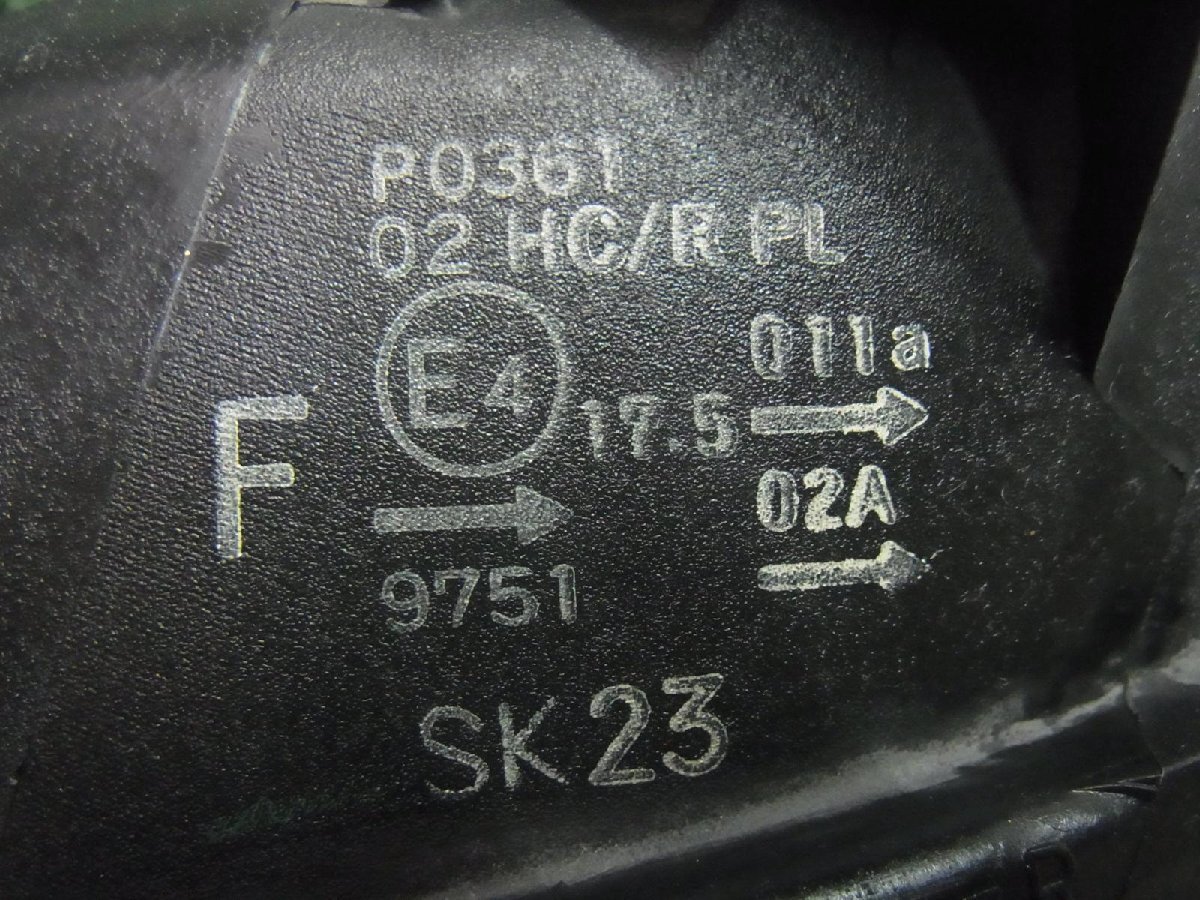 P0361
02 HC/R PL
E4
17.5
011a
→
02A
→
F
→
9751
SK23